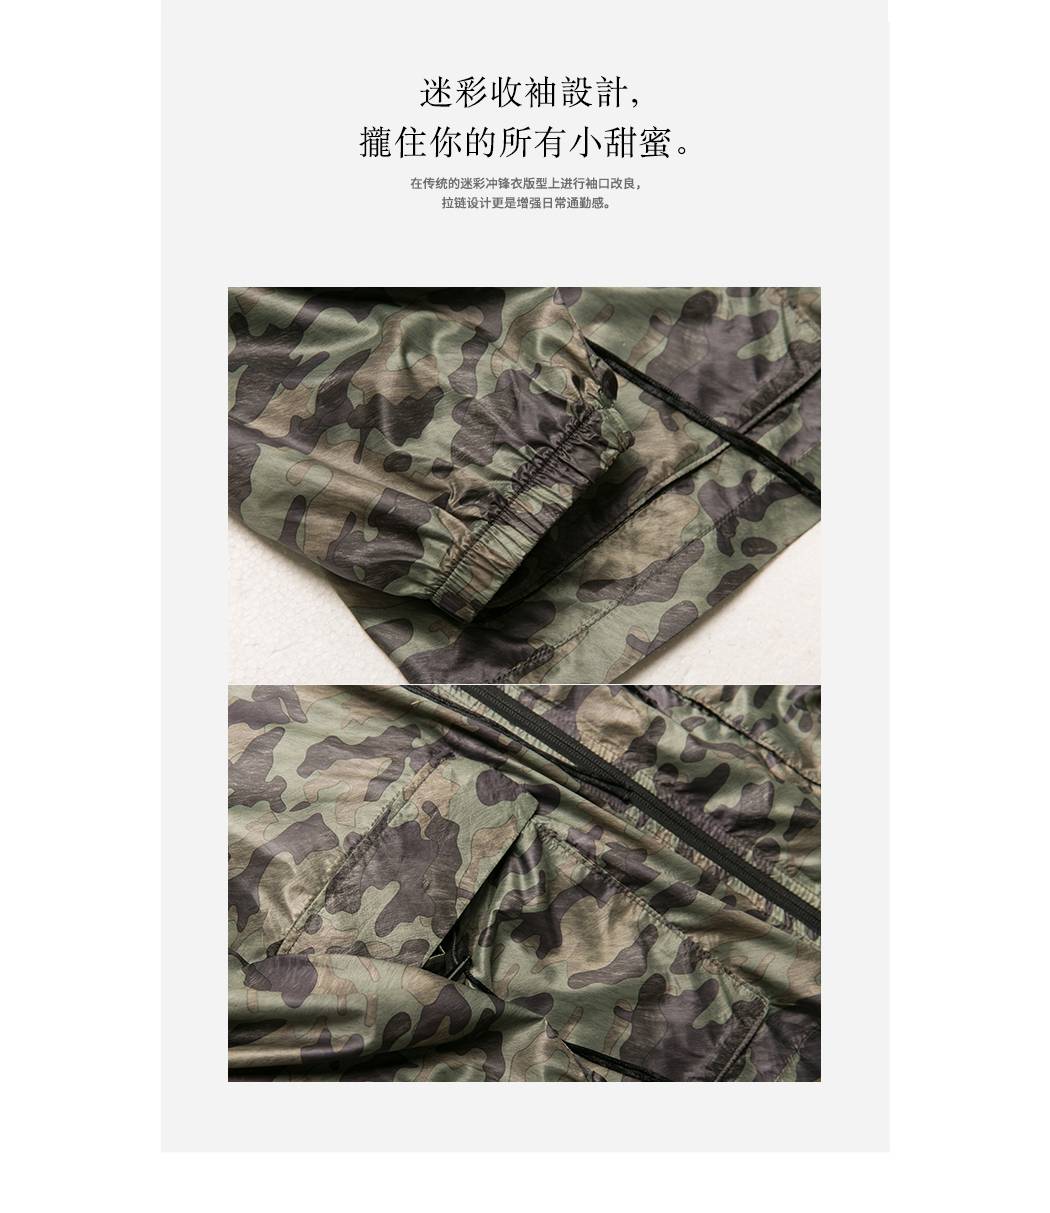 迷彩收袖設計,
攏住你的所有小甜蜜。
在传统的迷彩冲锋衣版型上进行袖口改良,
拉链设计更是增强日常通勤感。